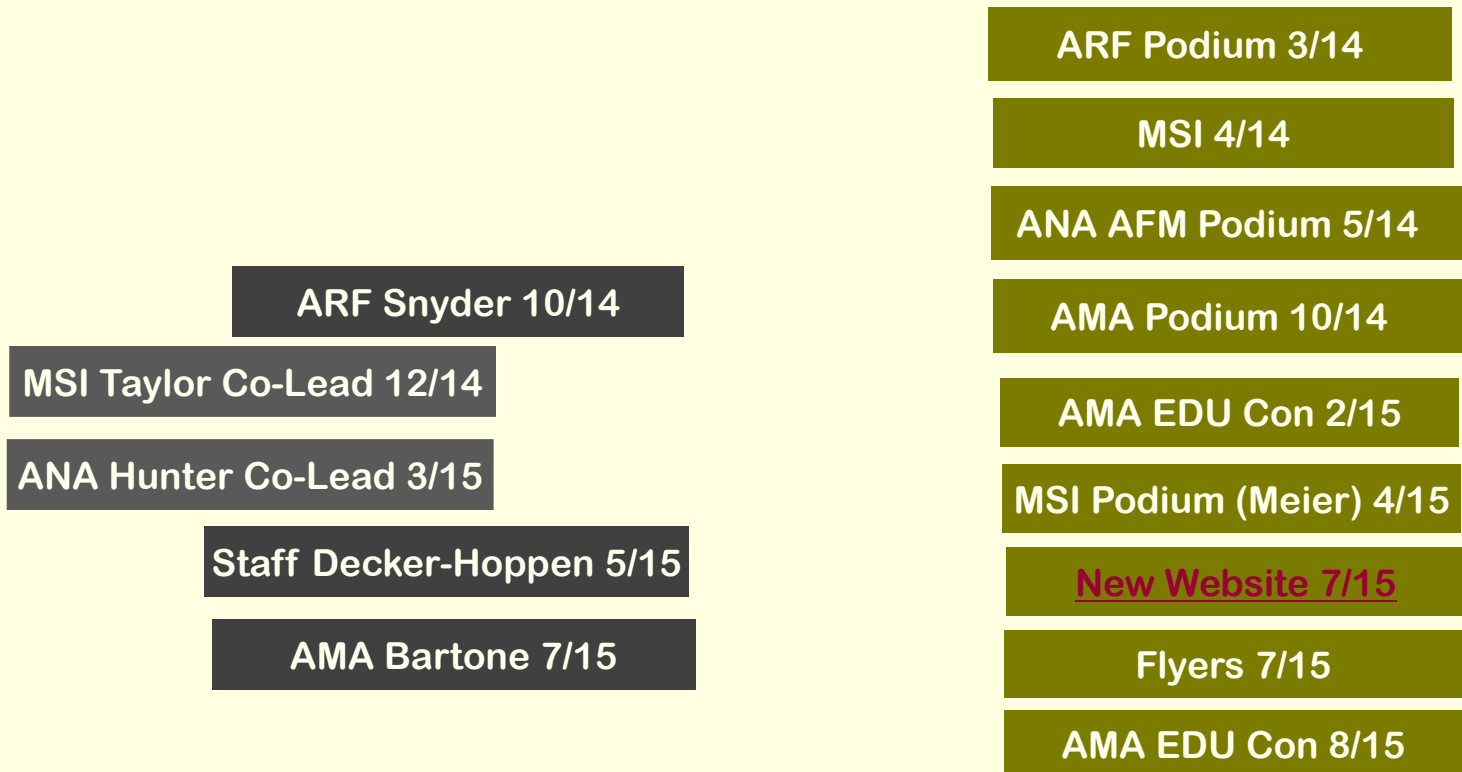 ARF Snyder 10/14
MSI Taylor Co-Lead 12/14
ANA Hunter Co-Lead 3/15
Staff Decker-Hoppen 5/15
AMA Bartone 7/15
ARF Podium 3/14
MSI 4/14
ANA AFM Podium 5/14
AMA Podium 10/14
AMA EDU Con 2/15
MSI Podium (Meier) 4/15
New Website 7/15
Flyers 7/15
AMA EDU Con 8/15